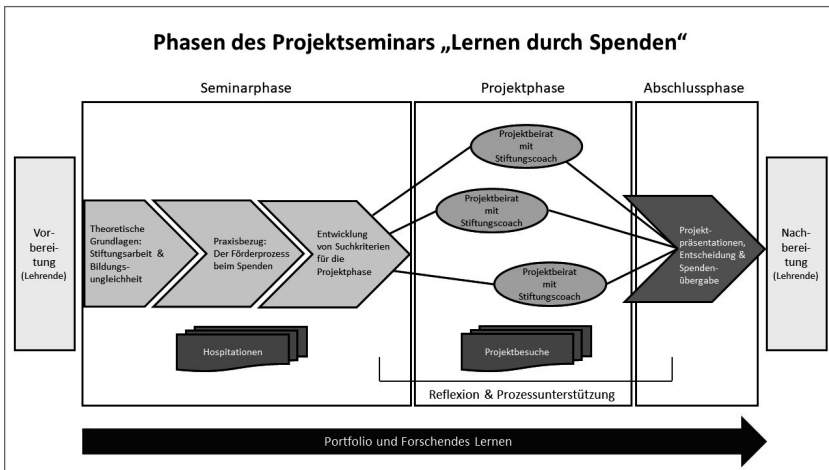 Phasen des Projektseminars „Lernen durch Spenden“
Seminarphase
Projektphase
Abschlussphase
Vor-
berei-
tung
(Lehrende)
Theoretische
Grundlagen:
Stiftungsarbeit &
Bildungs-
ungleichheit
Praxisbezug:
Der Förderprozess
beim Spenden
Entwicklung
von Suchkriterien
für die
Projektphase
Projektbeirat
mit
Stiftungscoach
Projektbeirat
mit Stiftungscoach
Projektbeirat
mit
Stiftungscoach
Projekt-
präsentationen,
Entscheidung &
Spenden-
übergabe
Nach-
berei-
tung
(Lehrende)
Hospitationen
Projektbesuche
Reflexion & Prozessunterstützung
Portfolio und Forschendes Lernen